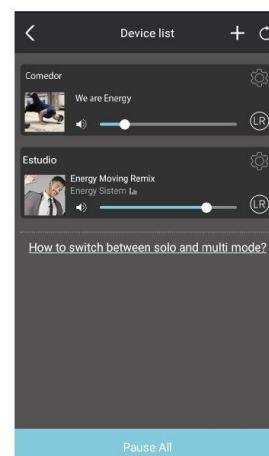 Device list
Comedor
We are Energy
LR
Estudio
Energy Moving Remix
Energy Sistem
LR
How to switch between solo and multi mode?
Pause All